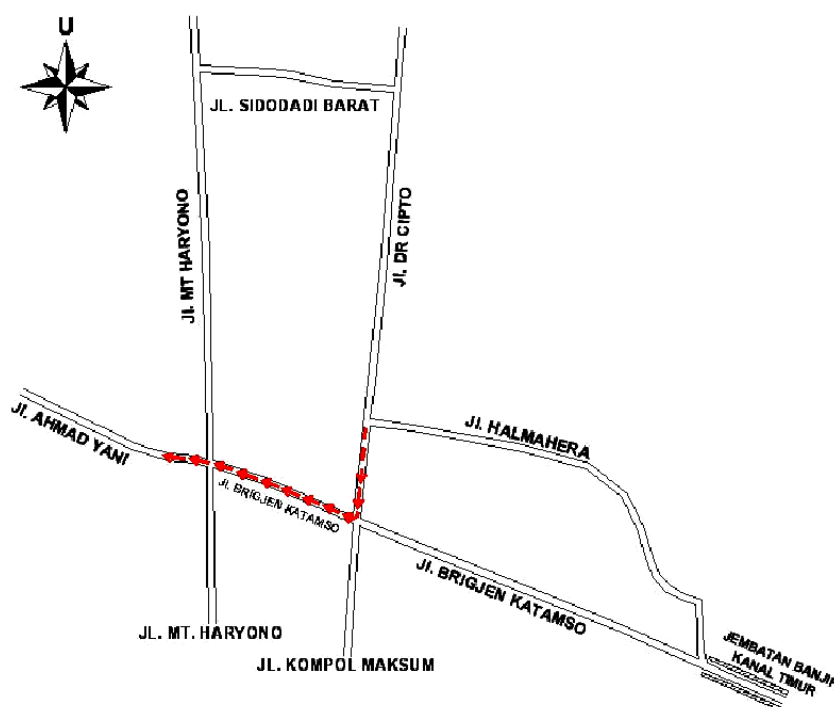 U
JL. SIDODADI BARAT
Jl. MT HARYONO
Jl. DR CIPTO
Jl. AHMAD YANI
Jl. HALMAHERA
Jl. BRIGJEN KATAMSO
Jl. BRIGJEN KATAMSO
JL. MT. HARYONO
JL. KOMPOL MAKSUM
JEMBATAN BANJIR
KANAL TIMUR